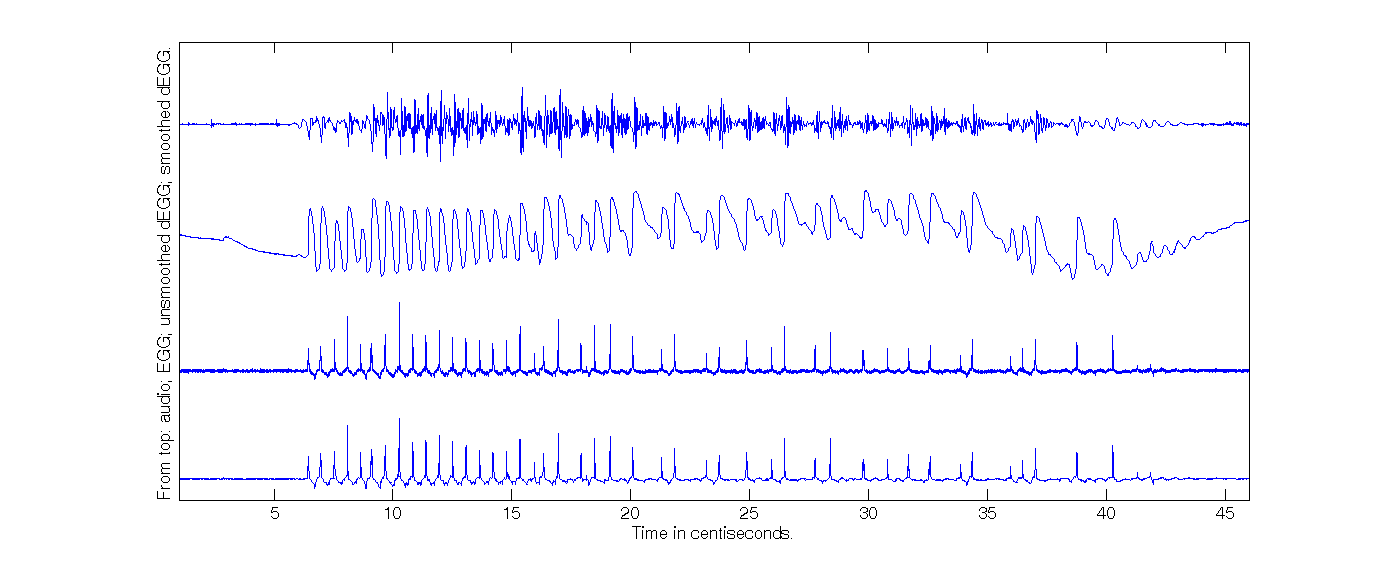 From top: audio; EGG; unsmoothed dEGG; smoothed dEGG.
5 10 15 20 25 30 35 40 45
Time in centiseconds.